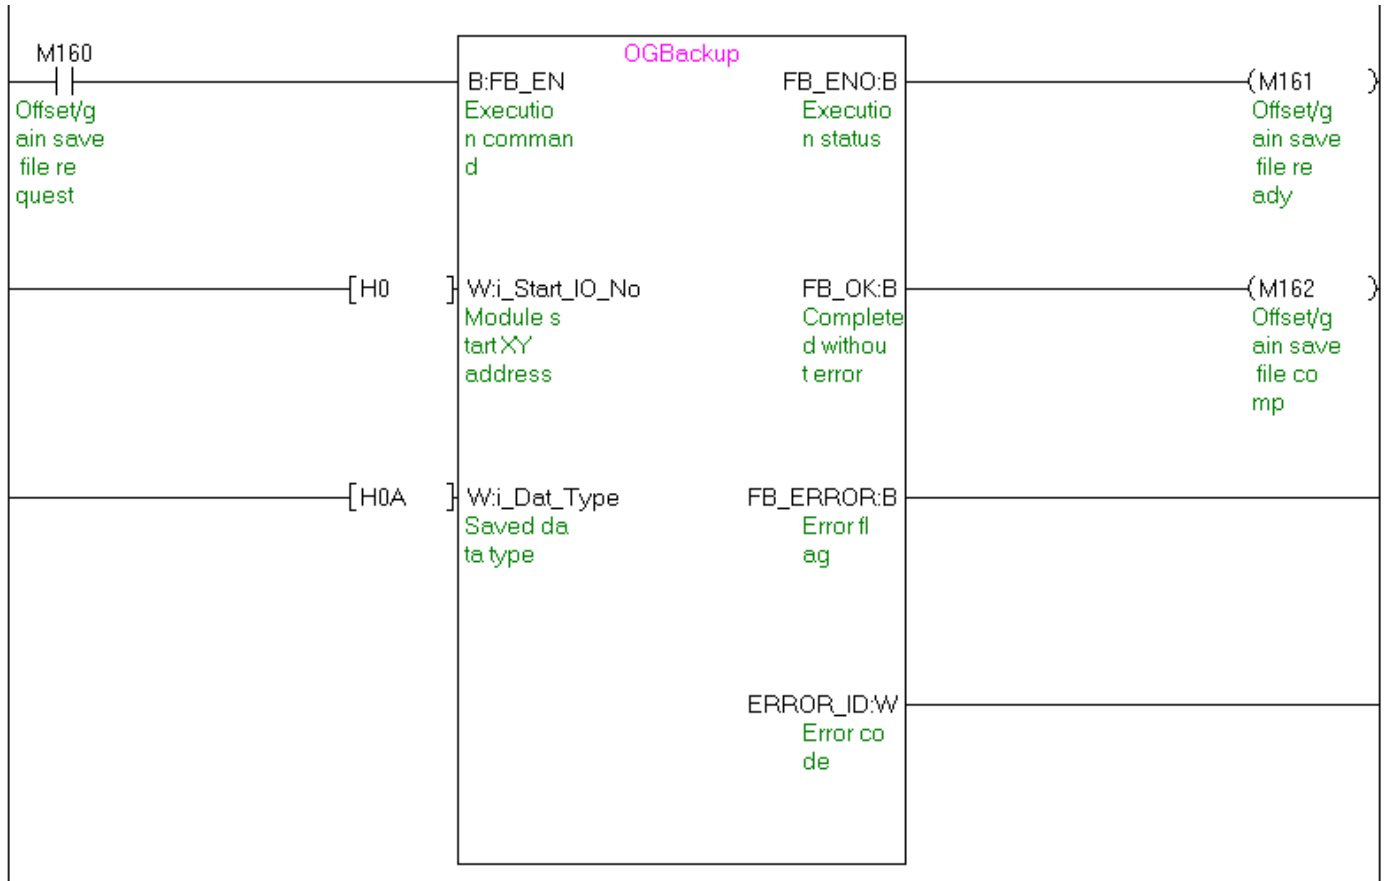 OGBackup
M160
B:FB_EN
FB_ENO:B
M161
Offset/g
ain save
file re
quest
Executio
n comman
d
Executio
n status
Offset/g
ain save
file re
ady
H0
W:i_Start_IO_No
FB_OK:B
M162
Module s
tart XY
address
Complete
d withou
t error
Offset/g
ain save
file co
mp
H0A
W:i_Dat_Type
FB_ERROR:B
Saved da
ta type
Error fl
ag
ERROR_ID:W
Error co
de